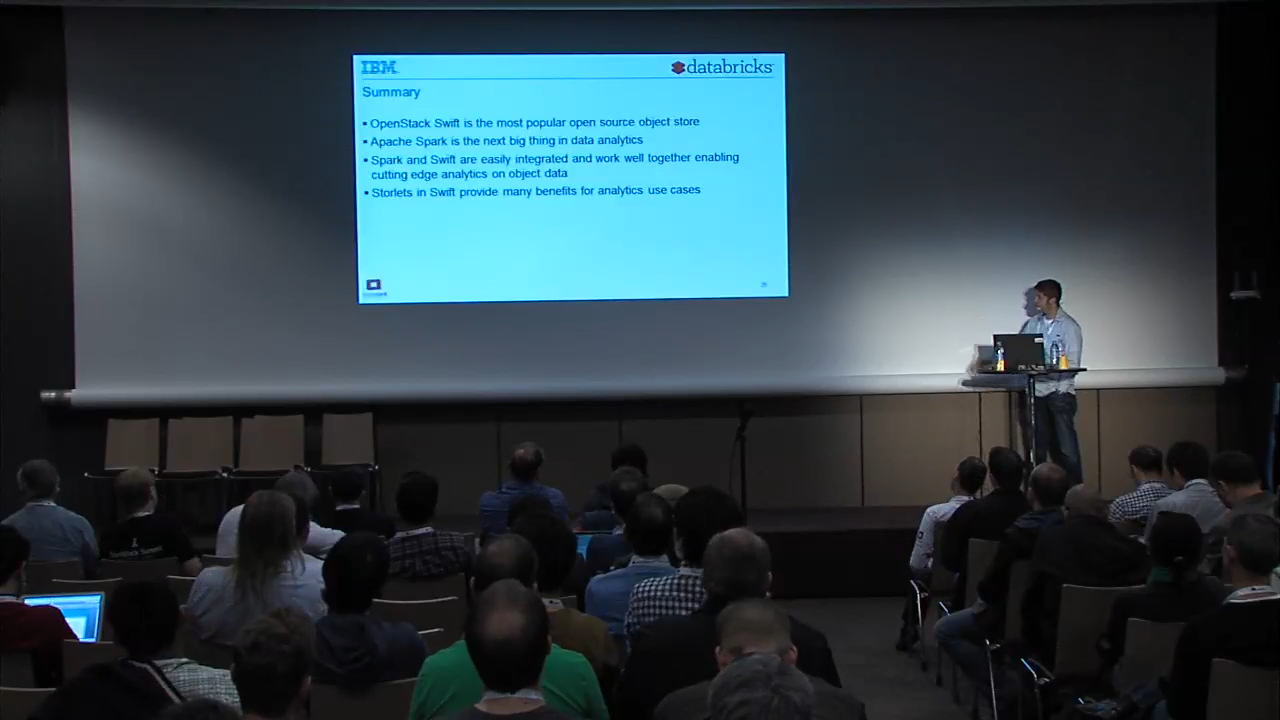 IBM
databricks
Summary
▪ OpenStack Swift is the most popular open source object store
▪ Apache Spark is the next big thing in data analytics
▪ Spark and Swift are easily integrated and work well together enabling
cutting edge analytics on object data
▪ Storlets in Swift provide many benefits for analytics use cases